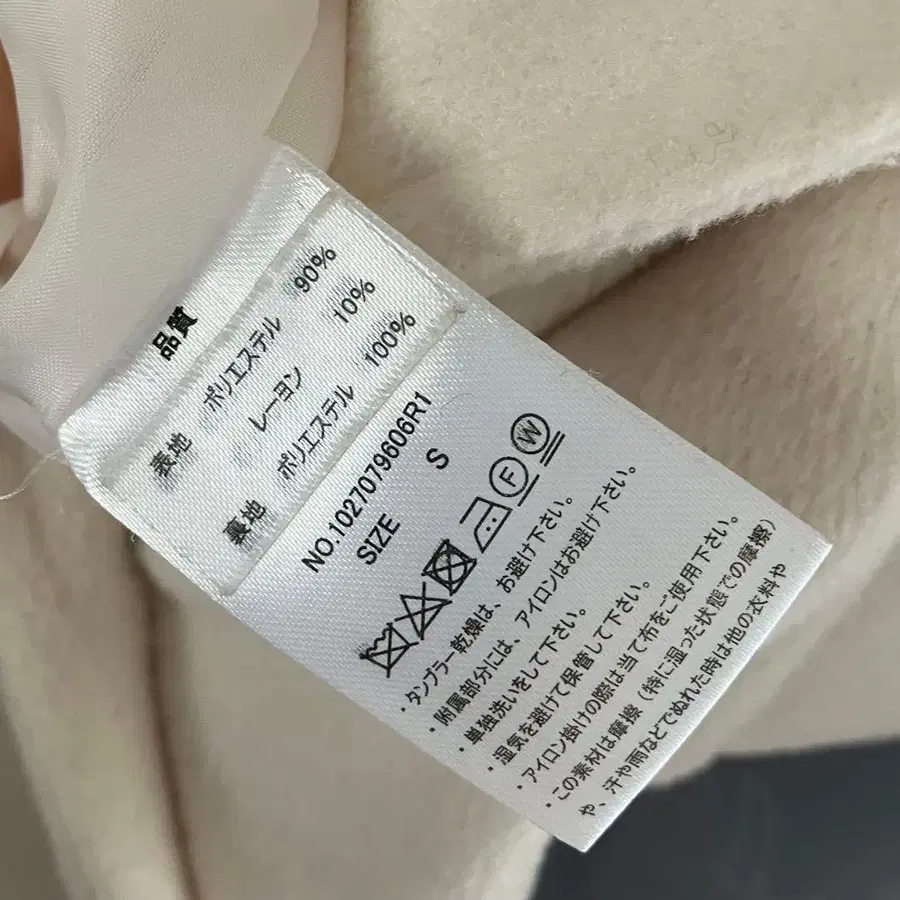 品質
表地 ポリエステル 90%
レーヨン 10%
裏地 ポリエステル 100%
NO.1027079606R1
SIZE S
F W
・タンブラー乾燥は、お避け下さい。
・附属部分には、アイロンはお避け下さい。
・単独洗いをして下さい。
・湿気を避けて保管して下さい。
・アイロン掛けの際は当て布をご使用下さい。
・この素材は摩擦（特に湿った状態での摩擦）
や、汗や雨などでぬれた時は他の衣料や